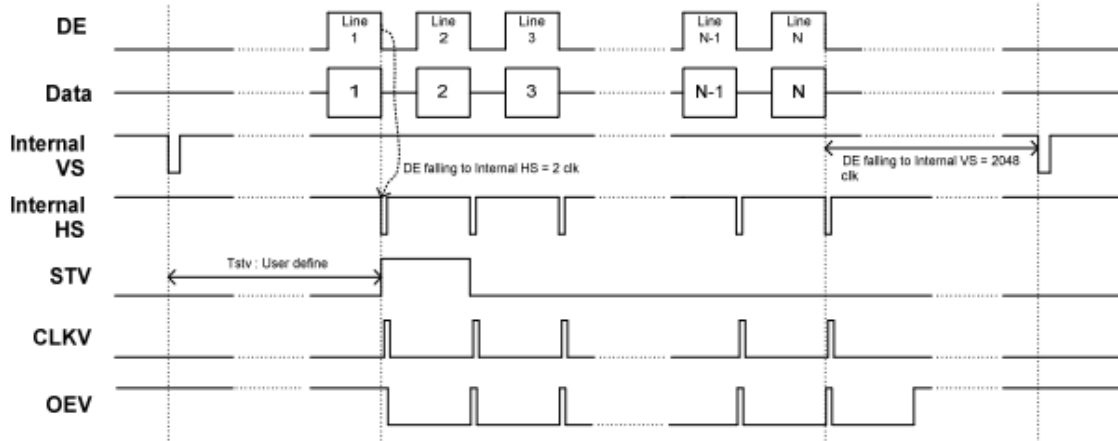 DE
Line
1
Line
2
Line
3
Line
N-1
Line
N
Data
1
2
3
N-1
N
Internal
VS
DE falling to Internal HS = 2 clk
DE falling to Internal VS = 2048
clk
Internal
HS
STV
Tstv : User define
CLKV
OEV